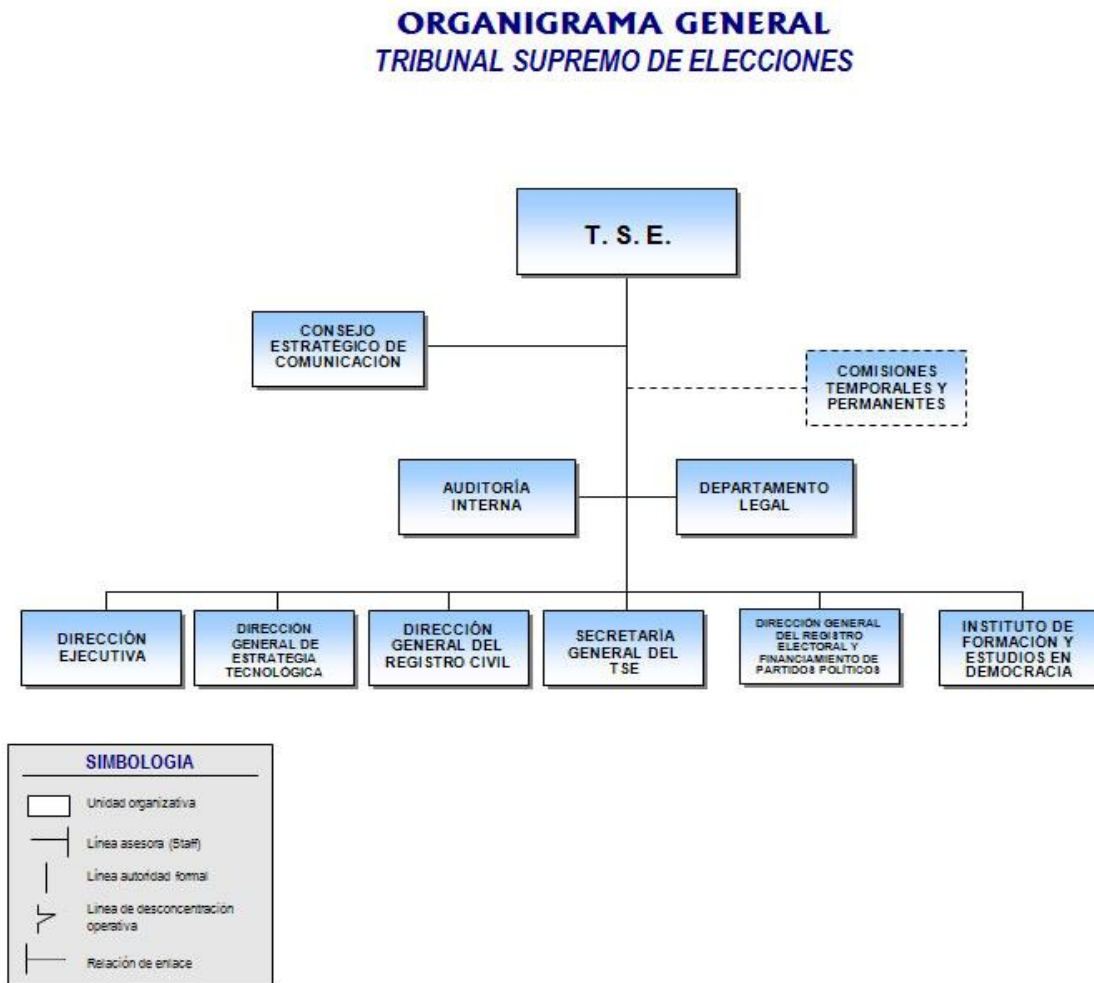 ORGANIGRAMA GENERAL
TRIBUNAL SUPREMO DE ELECCIONES
T. S. E.
CONSEJO
ESTRATÉGICO DE
COMUNICACIÓN
COMISIONES
TEMPORALES Y
PERMANENTES
AUDITORÍA
INTERNA
DEPARTAMENTO
LEGAL
DIRECCIÓN
EJECUTIVA
DIRECCIÓN
GENERAL DE
ESTRATEGIA
TECNOLÓGICA
DIRECCIÓN
GENERAL DEL
REGISTRO CIVIL
SECRETARÍA
GENERAL DEL
TSE
DIRECCIÓN GENERAL
DEL REGISTRO
ELECTORAL Y
FINANCIAMIENTO DE
PARTIDOS POLÍTICOS
INSTITUTO DE
FORMACIÓN Y
ESTUDIOS EN
DEMOCRACIA
SIMBOLOGIA
Unidad organizativa
Línea asesora (Staff)
Línea autoridad formal
Línea de desconcentración
operativa
Relación de enlace